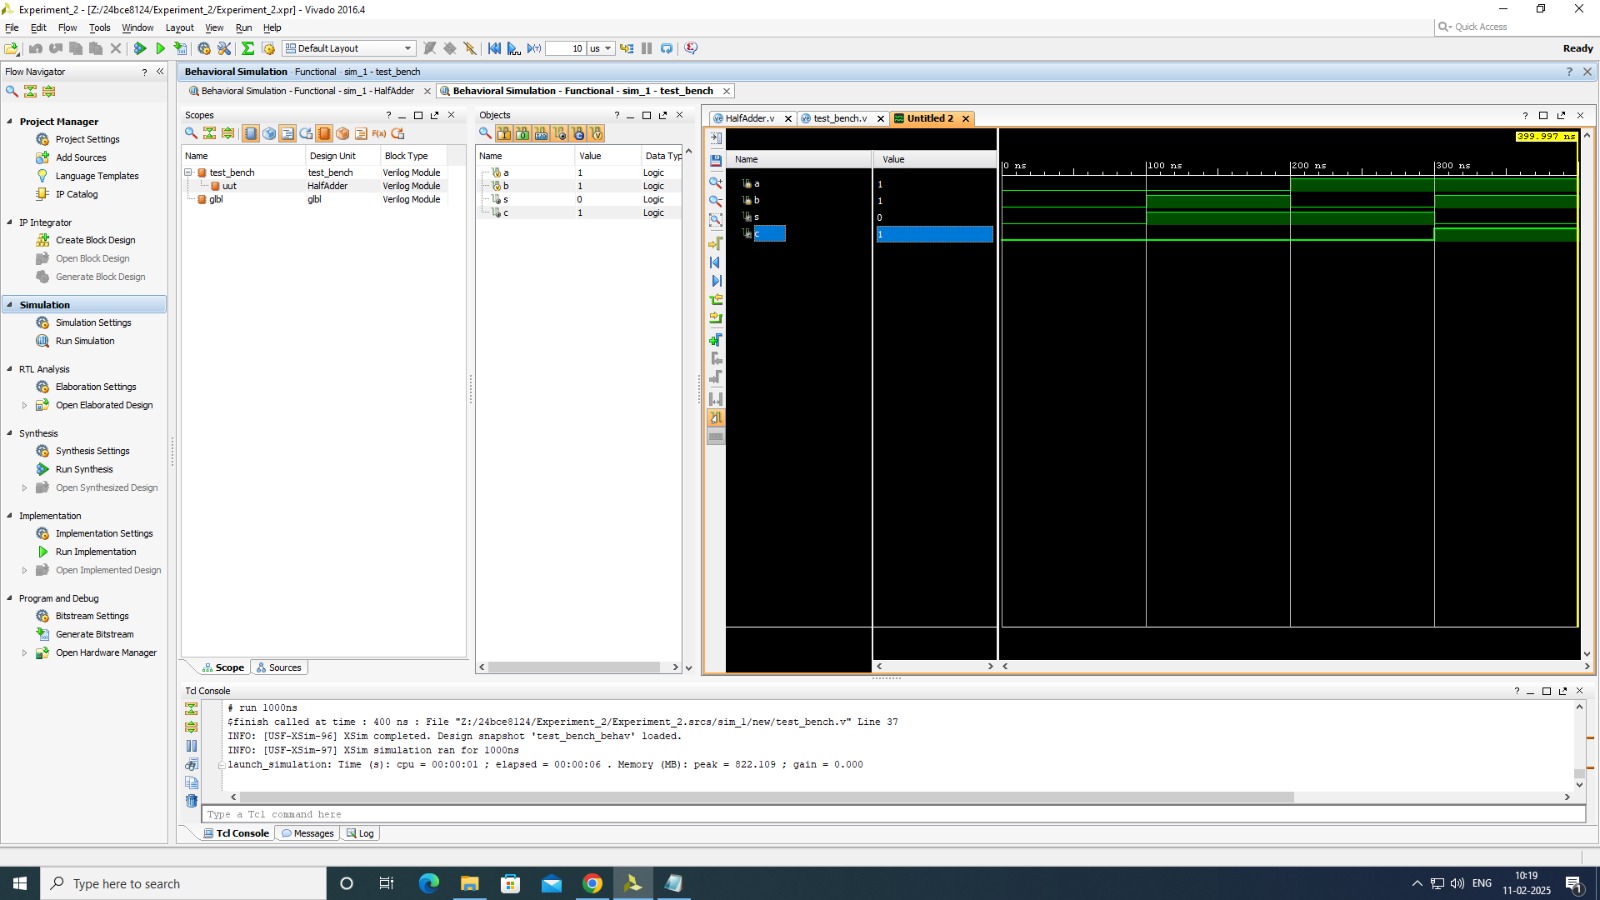 Experiment_2 - [Z:/24bce8124/Experiment_2/Experiment_2.xpr] - Vivado 2016.4
File Edit Flow Tools Window Layout View Run Help
Quick Access
Default Layout
10 us
Ready
Flow Navigator
? «
Project Manager
Project Settings
Add Sources
Language Templates
IP Catalog
IP Integrator
Create Block Design
Open Block Design
Generate Block Design
Simulation
Simulation Settings
Run Simulation
RTL Analysis
Elaboration Settings
Open Elaborated Design
Synthesis
Synthesis Settings
Run Synthesis
Open Synthesized Design
Implementation
Implementation Settings
Run Implementation
Open Implemented Design
Program and Debug
Bitstream Settings
Generate Bitstream
Open Hardware Manager
Behavioral Simulation - Functional - sim_1 - test_bench
Behavioral Simulation - Functional - sim_1 - HalfAdder
Behavioral Simulation - Functional - sim_1 - test_bench
Scopes
Name Design Unit Block Type
test_bench test_bench Verilog Module
uut HalfAdder Verilog Module
glbl glbl Verilog Module
Scope Sources
Objects
Name Value Data Typ
a 1 Logic
b 1 Logic
s 0 Logic
c 1 Logic
HalfAdder.v test_bench.v Untitled 2
399.997 ns
Name Value
0 ns 100 ns 200 ns 300 ns
a 1
b 1
s 0
c 1
Tcl Console
# run 1000ns
$finish called at time : 400 ns : File "Z:/24bce8124/Experiment_2/Experiment_2.srcs/sim_1/new/test_bench.v" Line 37
INFO: [USF-XSim-96] XSim completed. Design snapshot 'test_bench_behav' loaded.
INFO: [USF-XSim-97] XSim simulation ran for 1000ns
launch_simulation: Time (s): cpu = 00:00:01 ; elapsed = 00:00:06 . Memory (MB): peak = 822.109 ; gain = 0.000
Type a Tcl command here
Tcl Console Messages Log
Type here to search
ENG
10:19
11-02-2025
1